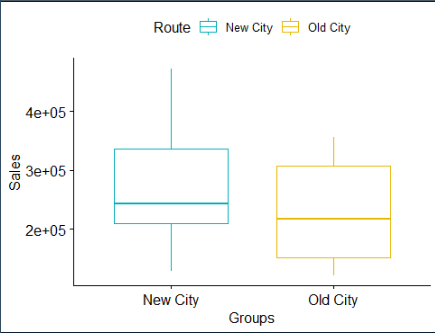 Route New City Old City
4e+05
3e+05
2e+05
Sales
New City Old City
Groups